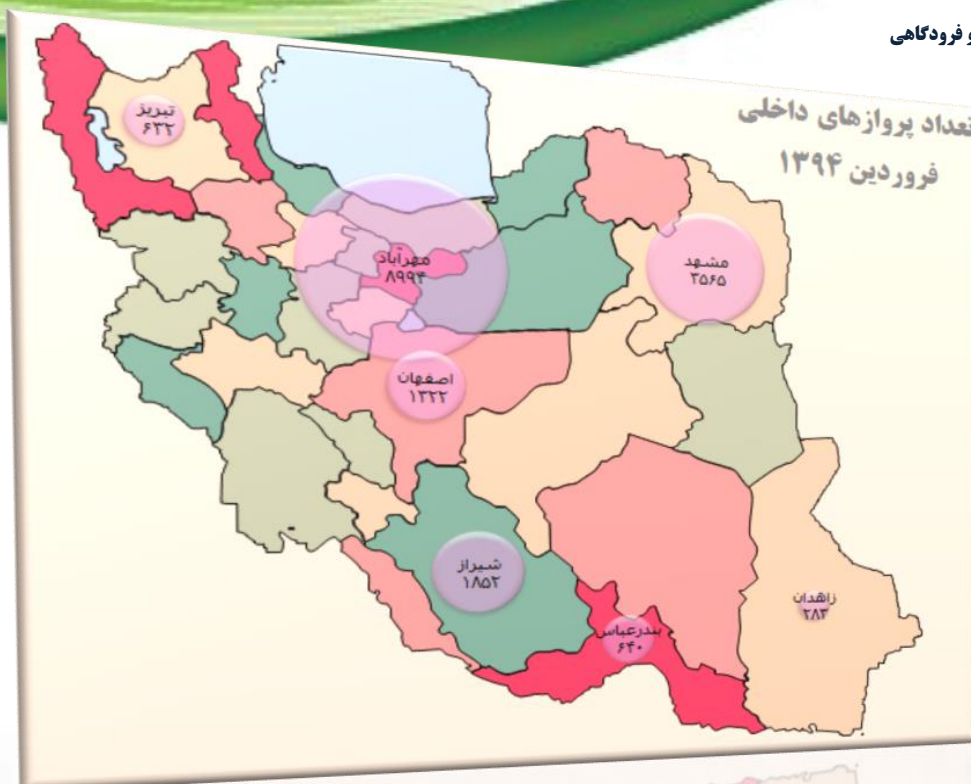 و فرودگاهی
تعداد پروازهای داخلی
فروردین ۱۳۹۴
تبریز
۶۳۲
مهرآباد
۸۹۹۴
مشهد
۳۵۶۵
اصفهان
۱۳۲۲
شیراز
۱۸۵۲
زاهدان
۲۸۳
بندرعباس
۶۴۰